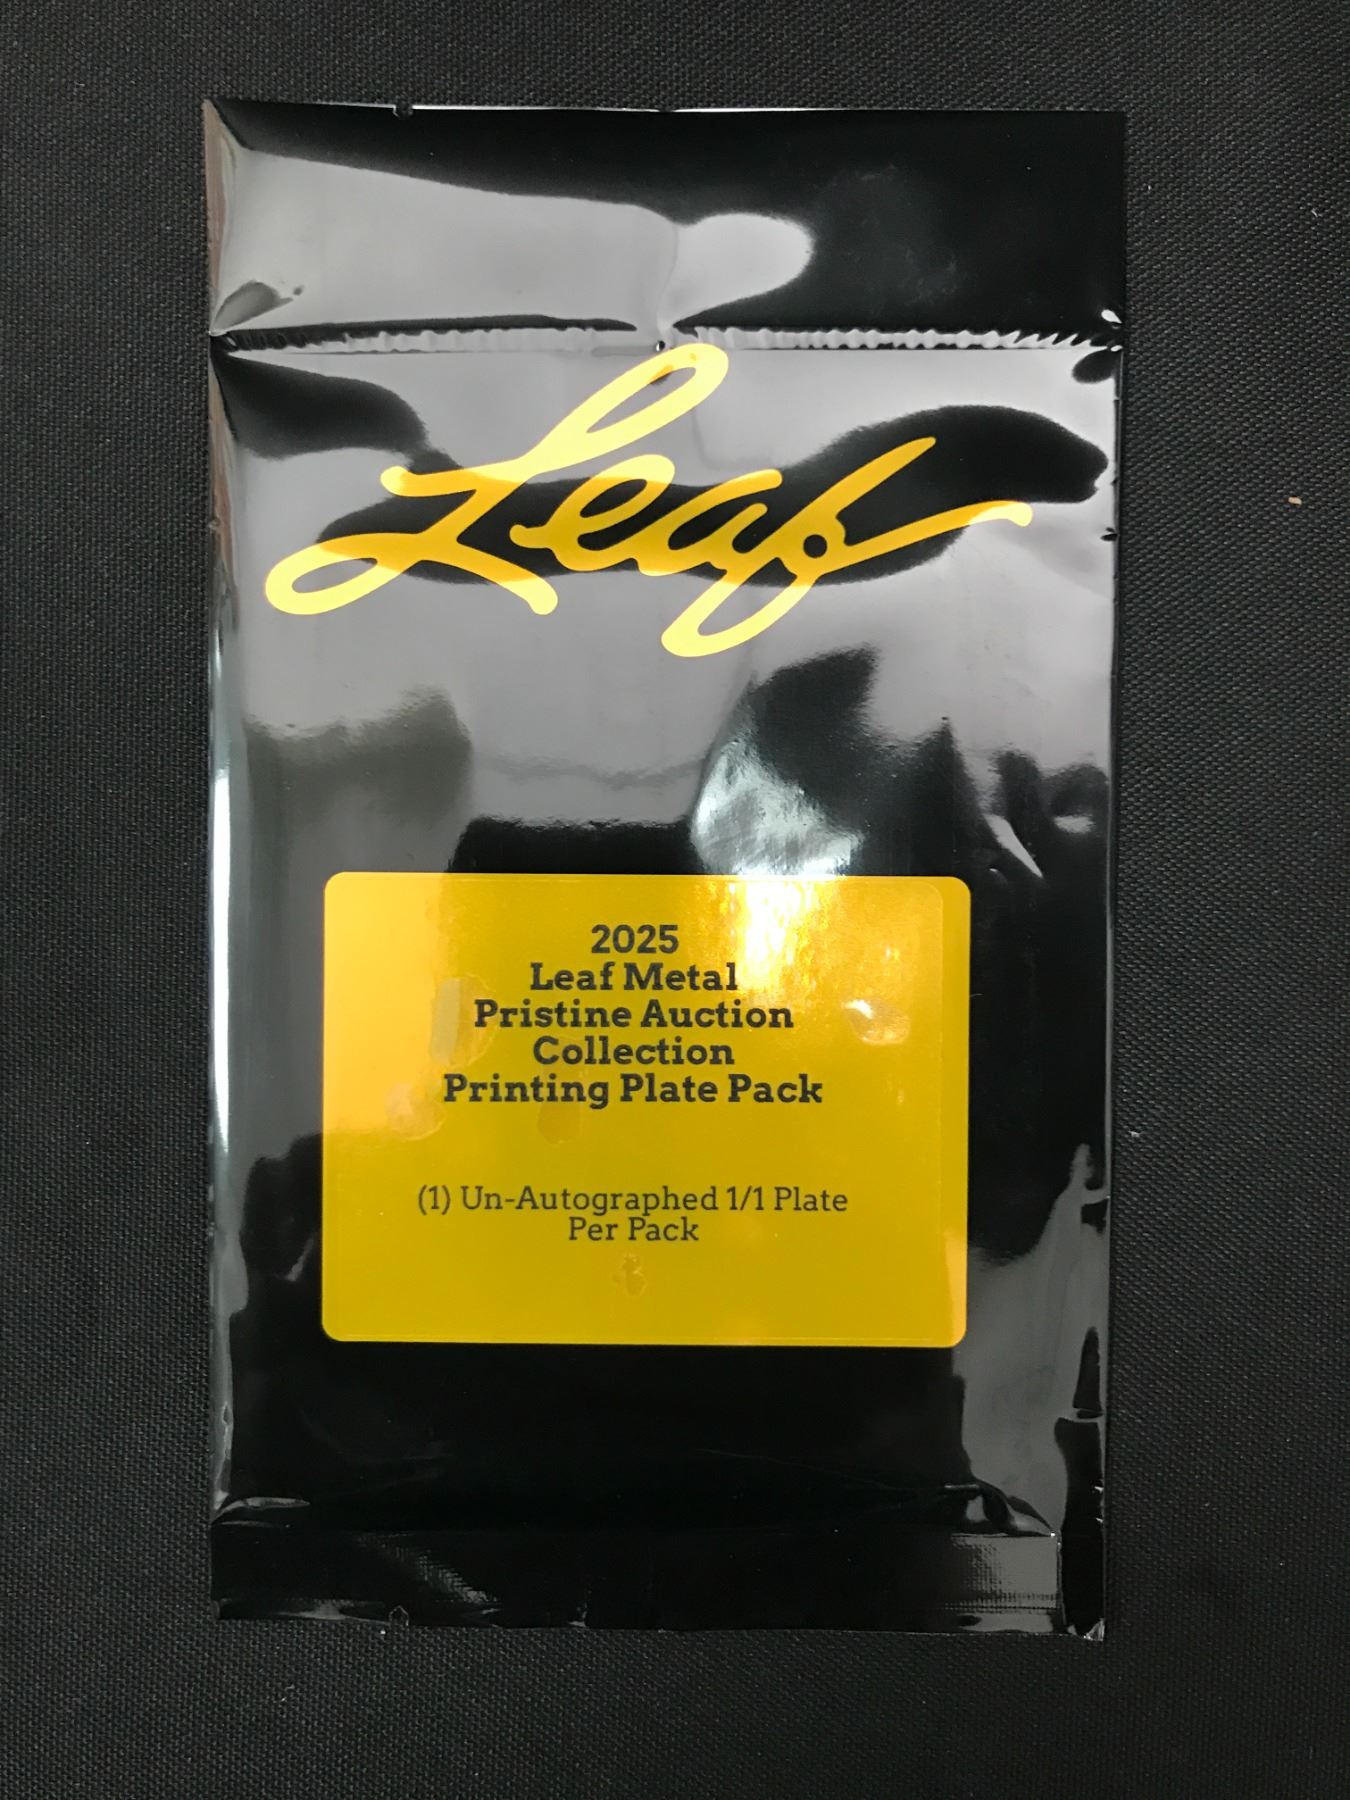 Leaf
2025
Leaf Metal
Pristine Auction
Collection
Printing Plate Pack
(1) Un-Autographed 1/1 Plate
Per Pack